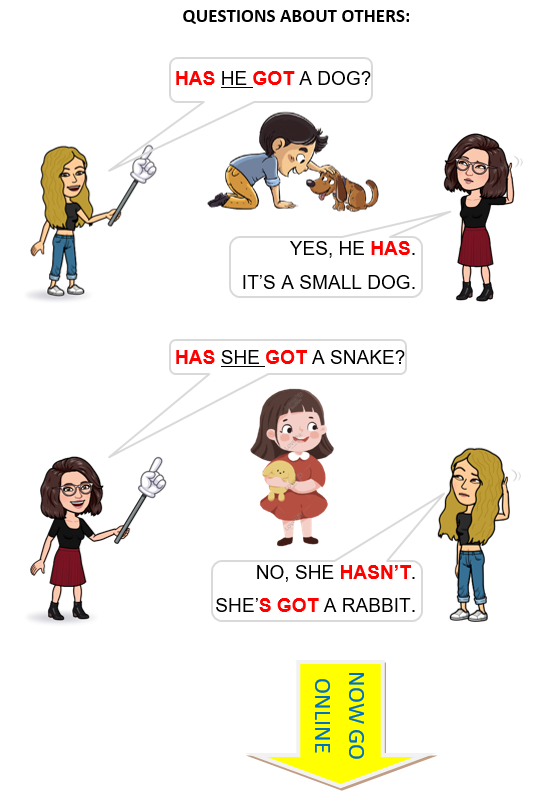 QUESTIONS ABOUT OTHERS:
HAS HE GOT A DOG?
YES, HE HAS.
IT’S A SMALL DOG.
HAS SHE GOT A SNAKE?
NO, SHE HASN’T.
SHE’S GOT A RABBIT.
NOW GO
ONLINE